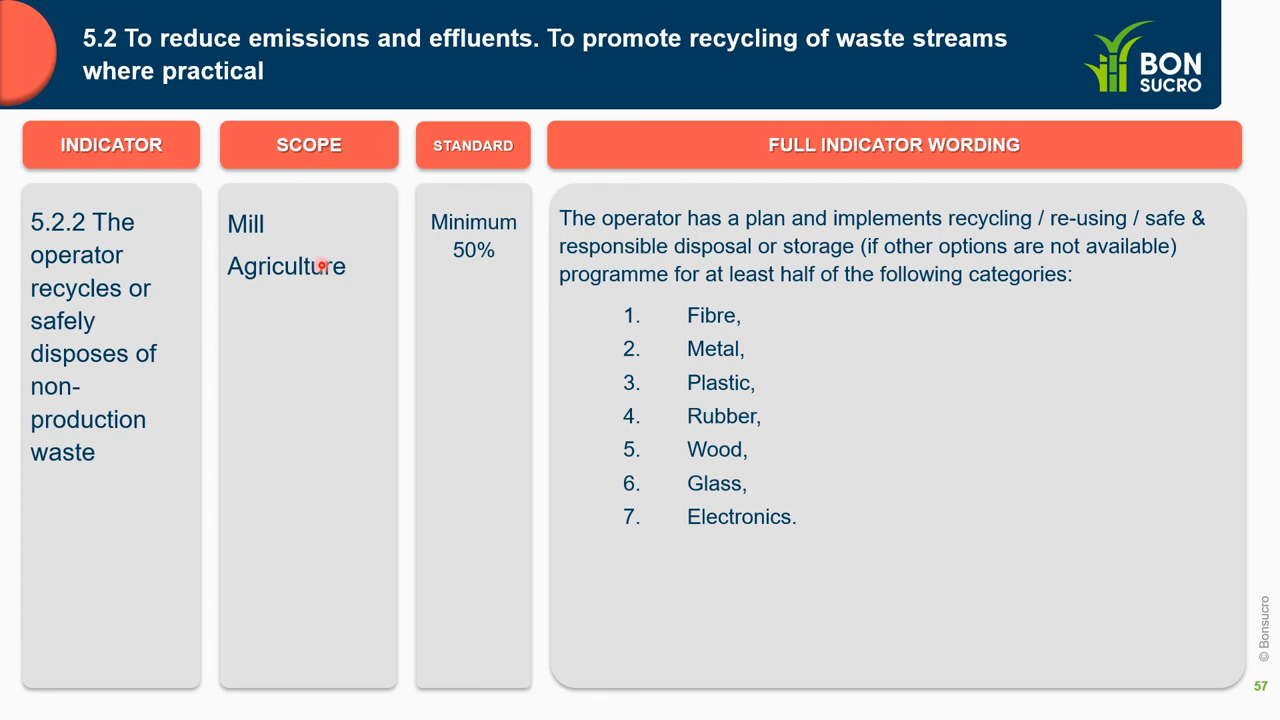 5.2 To reduce emissions and effluents. To promote recycling of waste streams
where practical
BON
SUCRO
INDICATOR
SCOPE
STANDARD
FULL INDICATOR WORDING
5.2.2 The
operator
recycles or
safely
disposes of
non-
production
waste
Mill
Agriculture
Minimum
50%
The operator has a plan and implements recycling / re-using / safe &
responsible disposal or storage (if other options are not available)
programme for at least half of the following categories:
1. Fibre,
2. Metal,
3. Plastic,
4. Rubber,
5. Wood,
6. Glass,
7. Electronics.
© Bonsucro
57